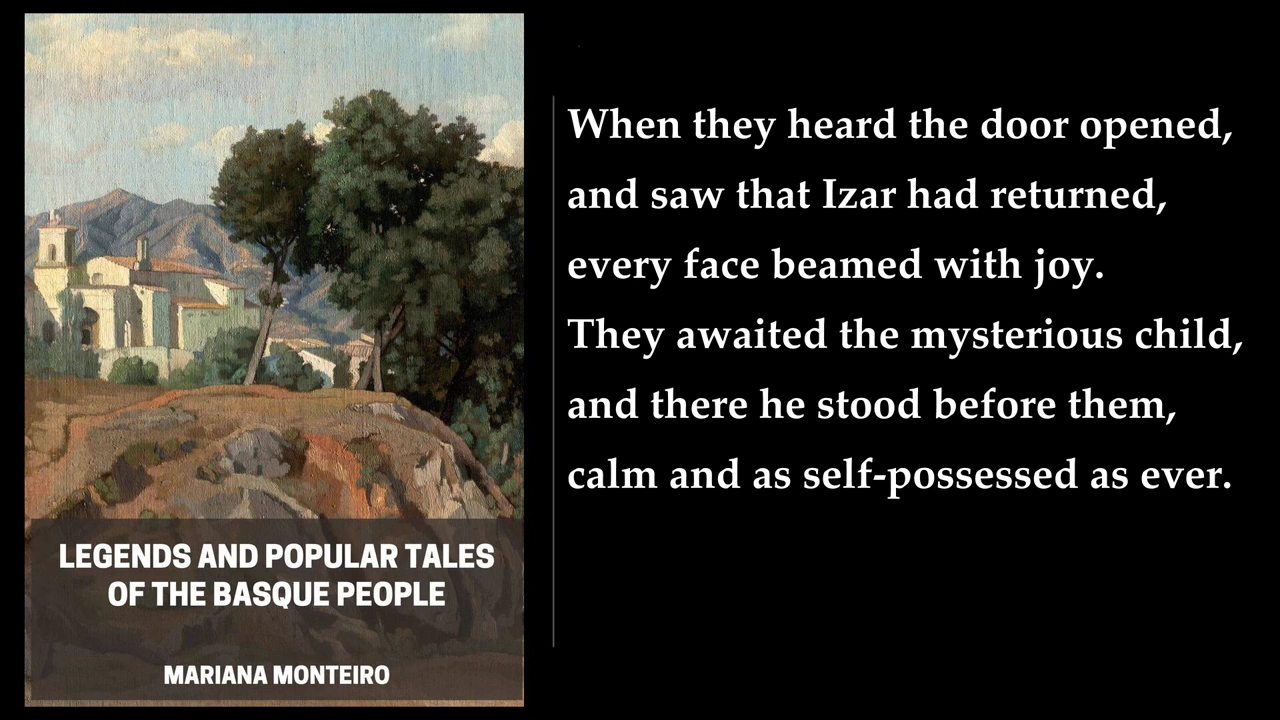 When they heard the door opened,
and saw that Izar had returned,
every face beamed with joy.
They awaited the mysterious child,
and there he stood before them,
calm and as self-possessed as ever.
LEGENDS AND POPULAR TALES
OF THE BASQUE PEOPLE
MARIANA MONTEIRO